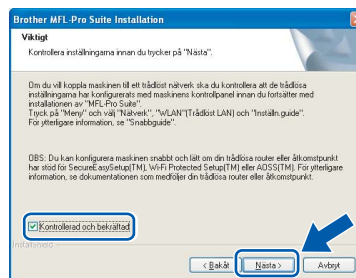 Brother MFL-Pro Suite Installation
Viktigt
Kontrollera inställningarna innan du trycker på "Nästa".
Om du vill koppla maskinen till ett trådlöst nätverk ska du kontrollera att de trådlösa
inställningarna har konfigurerats med maskinens kontrollpanel innan du fortsätter med
installationen av "MFL-Pro Suite".
Tryck på "Meny" och välj "Nätverk", "WLAN"(Trådlöst LAN) och "Inställn.guide".
För ytterligare information, se "Snabbguide".
OBS: Du kan konfigurera maskinen snabbt och lätt om din trådlösa router eller åtkomstpunkt
har stöd för SecureEasySetup(TM), Wi-Fi Protected Setup(TM) eller AOSS(TM). För ytterligare
information, se dokumentationen som medföljer din trådlösa router eller åtkomstpunkt.
Kontrollerad och bekräftad
InstallShield
< Bakåt
Nästa >
Avbryt